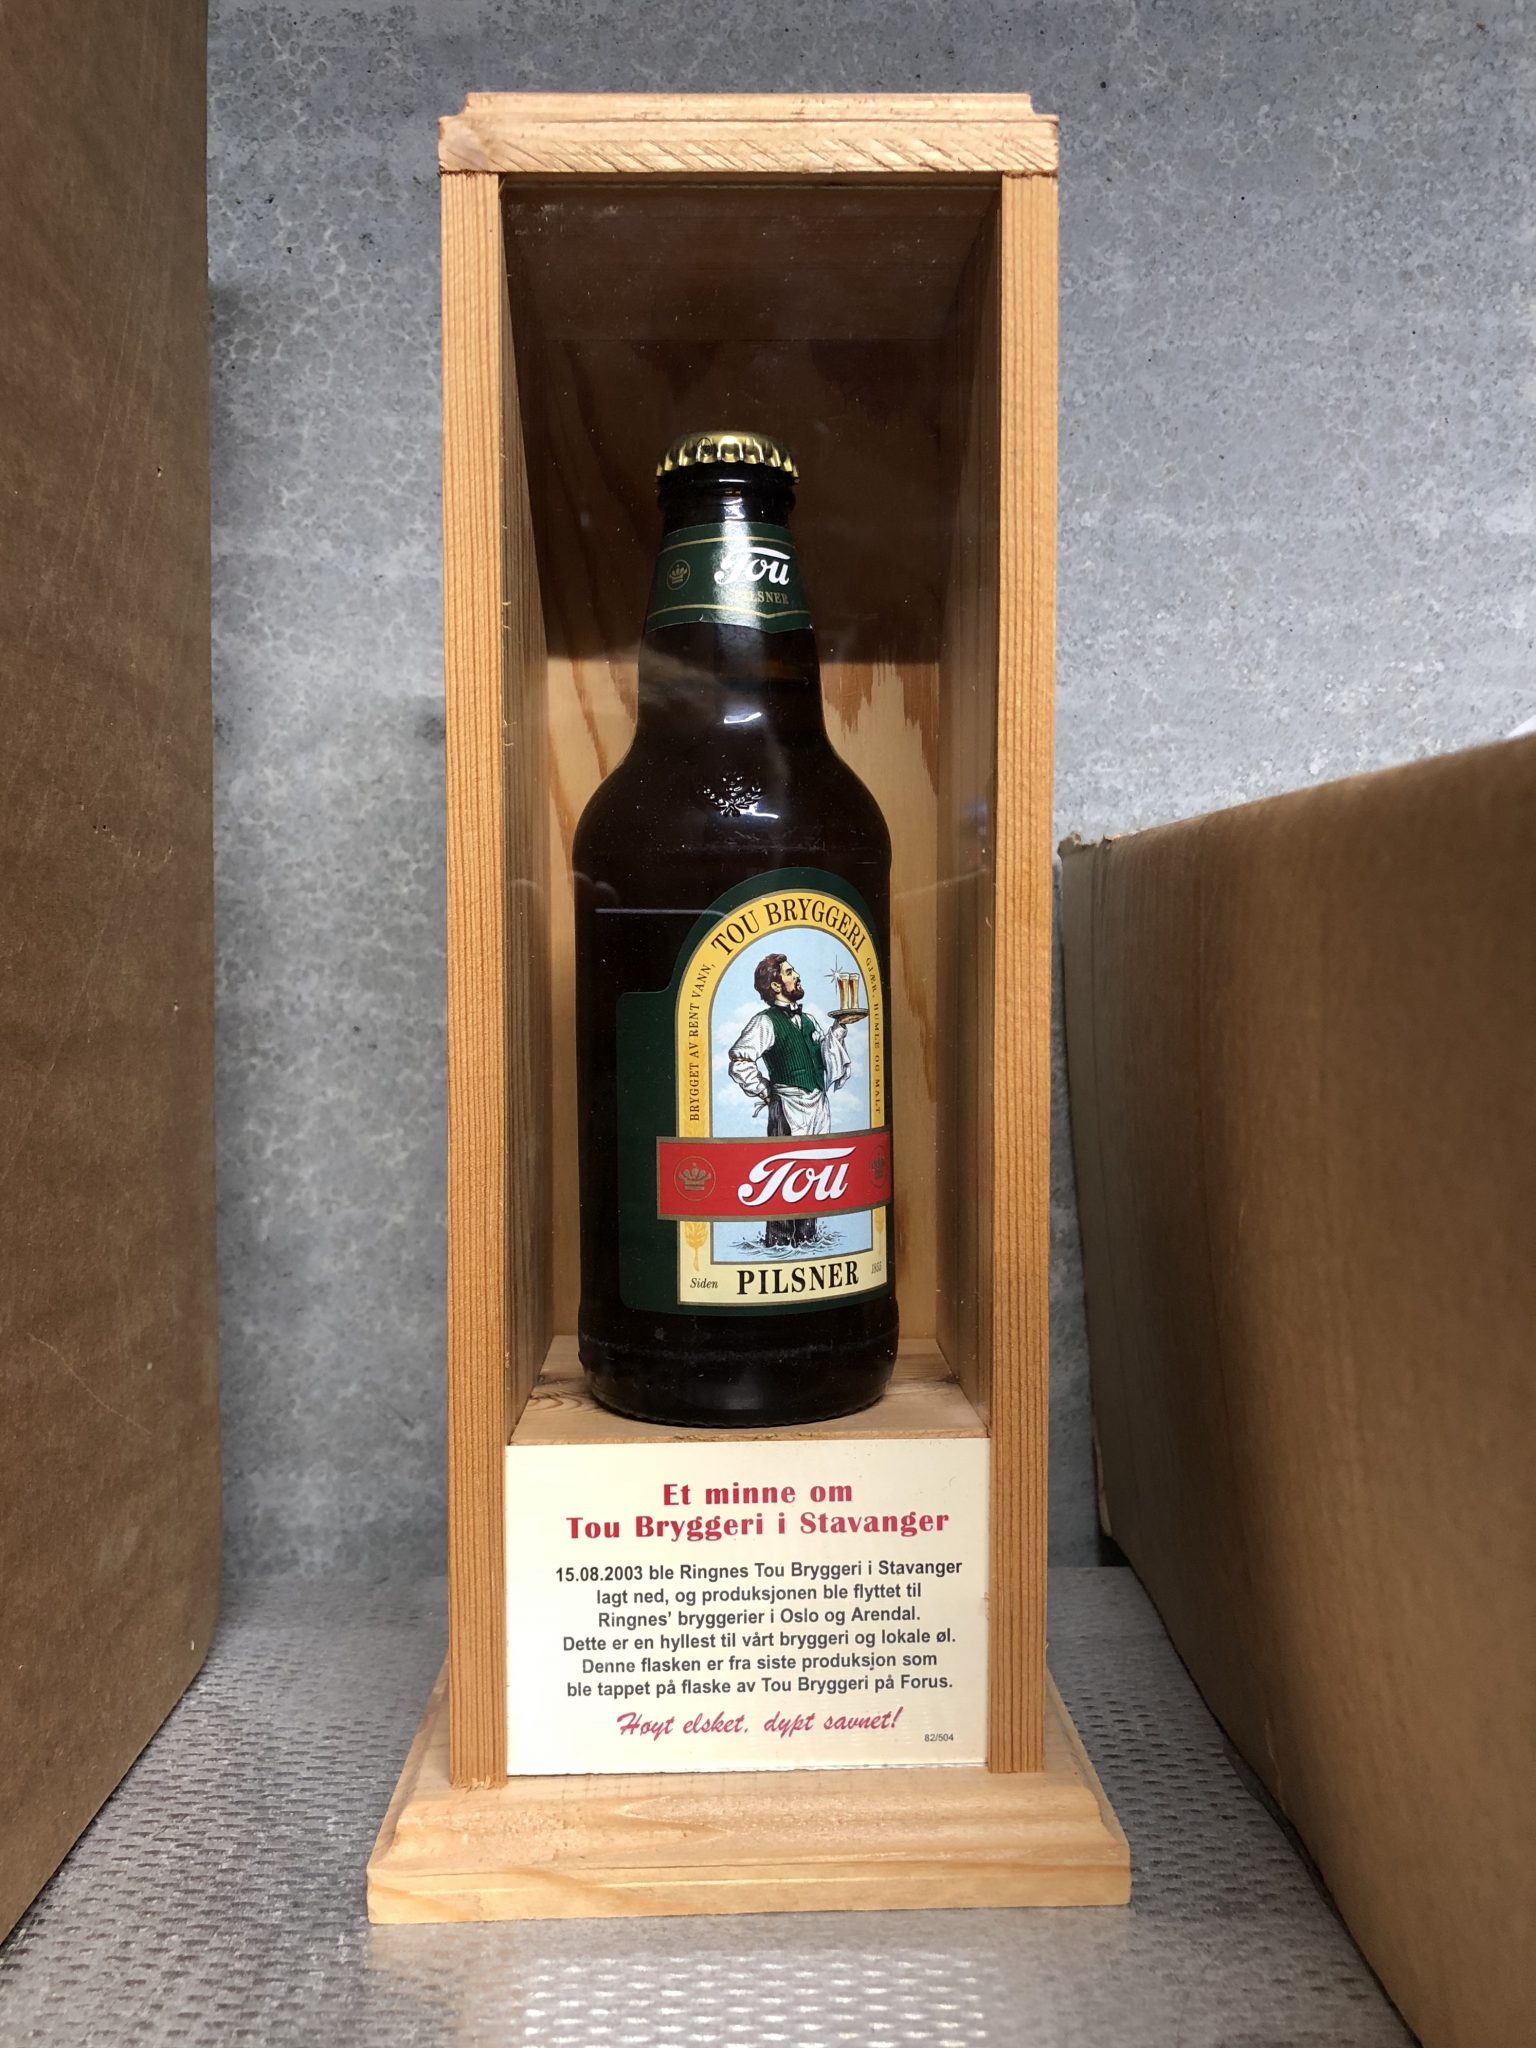 Tou
PILSNER
TOU BRYGGERI
BRYGGET AV RENT VANN,
GJÆR, HUMLE OG MALT
Tou
Siden PILSNER 1855
Et minne om
Tou Bryggeri i Stavanger
15.08.2003 ble Ringnes Tou Bryggeri i Stavanger
lagt ned, og produksjonen ble flyttet til
Ringnes' bryggerier i Oslo og Arendal.
Dette er en hyllest til vårt bryggeri og lokale øl.
Denne flasken er fra siste produksjon som
ble tappet på flaske av Tou Bryggeri på Forus.
Høyt elsket, dypt savnet!
82/504